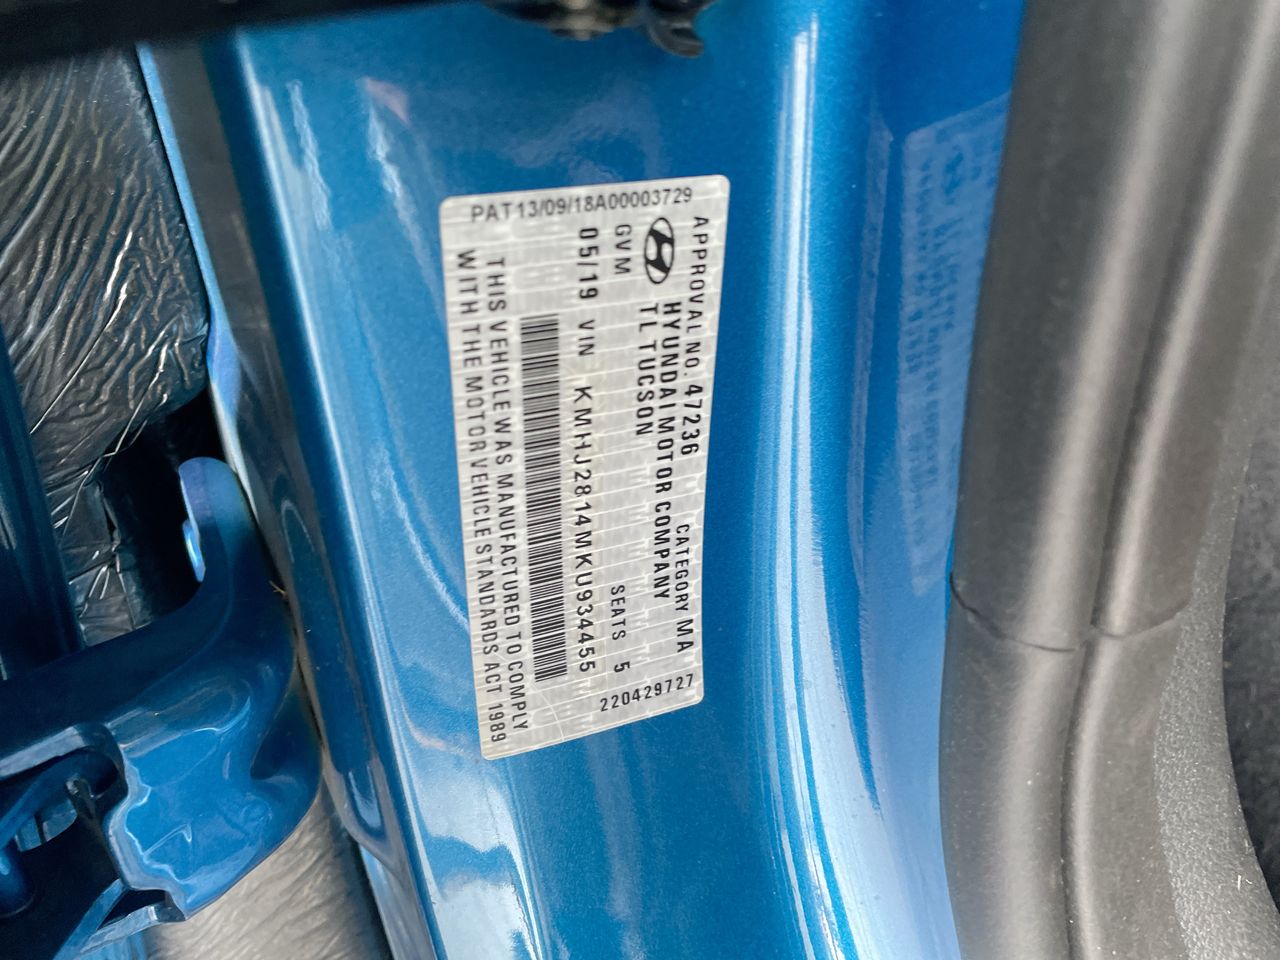 APPROVAL NO. 47236 CATEGORY MA
HYUNDAI MOTOR COMPANY
TL TUCSON
GVM SEATS 5
05/19 VIN KMHJ2814MKU934455
THIS VEHICLE WAS MANUFACTURED TO COMPLY
WITH THE MOTOR VEHICLE STANDARDS ACT 1989
PAT13/09/18A00003729
220429727